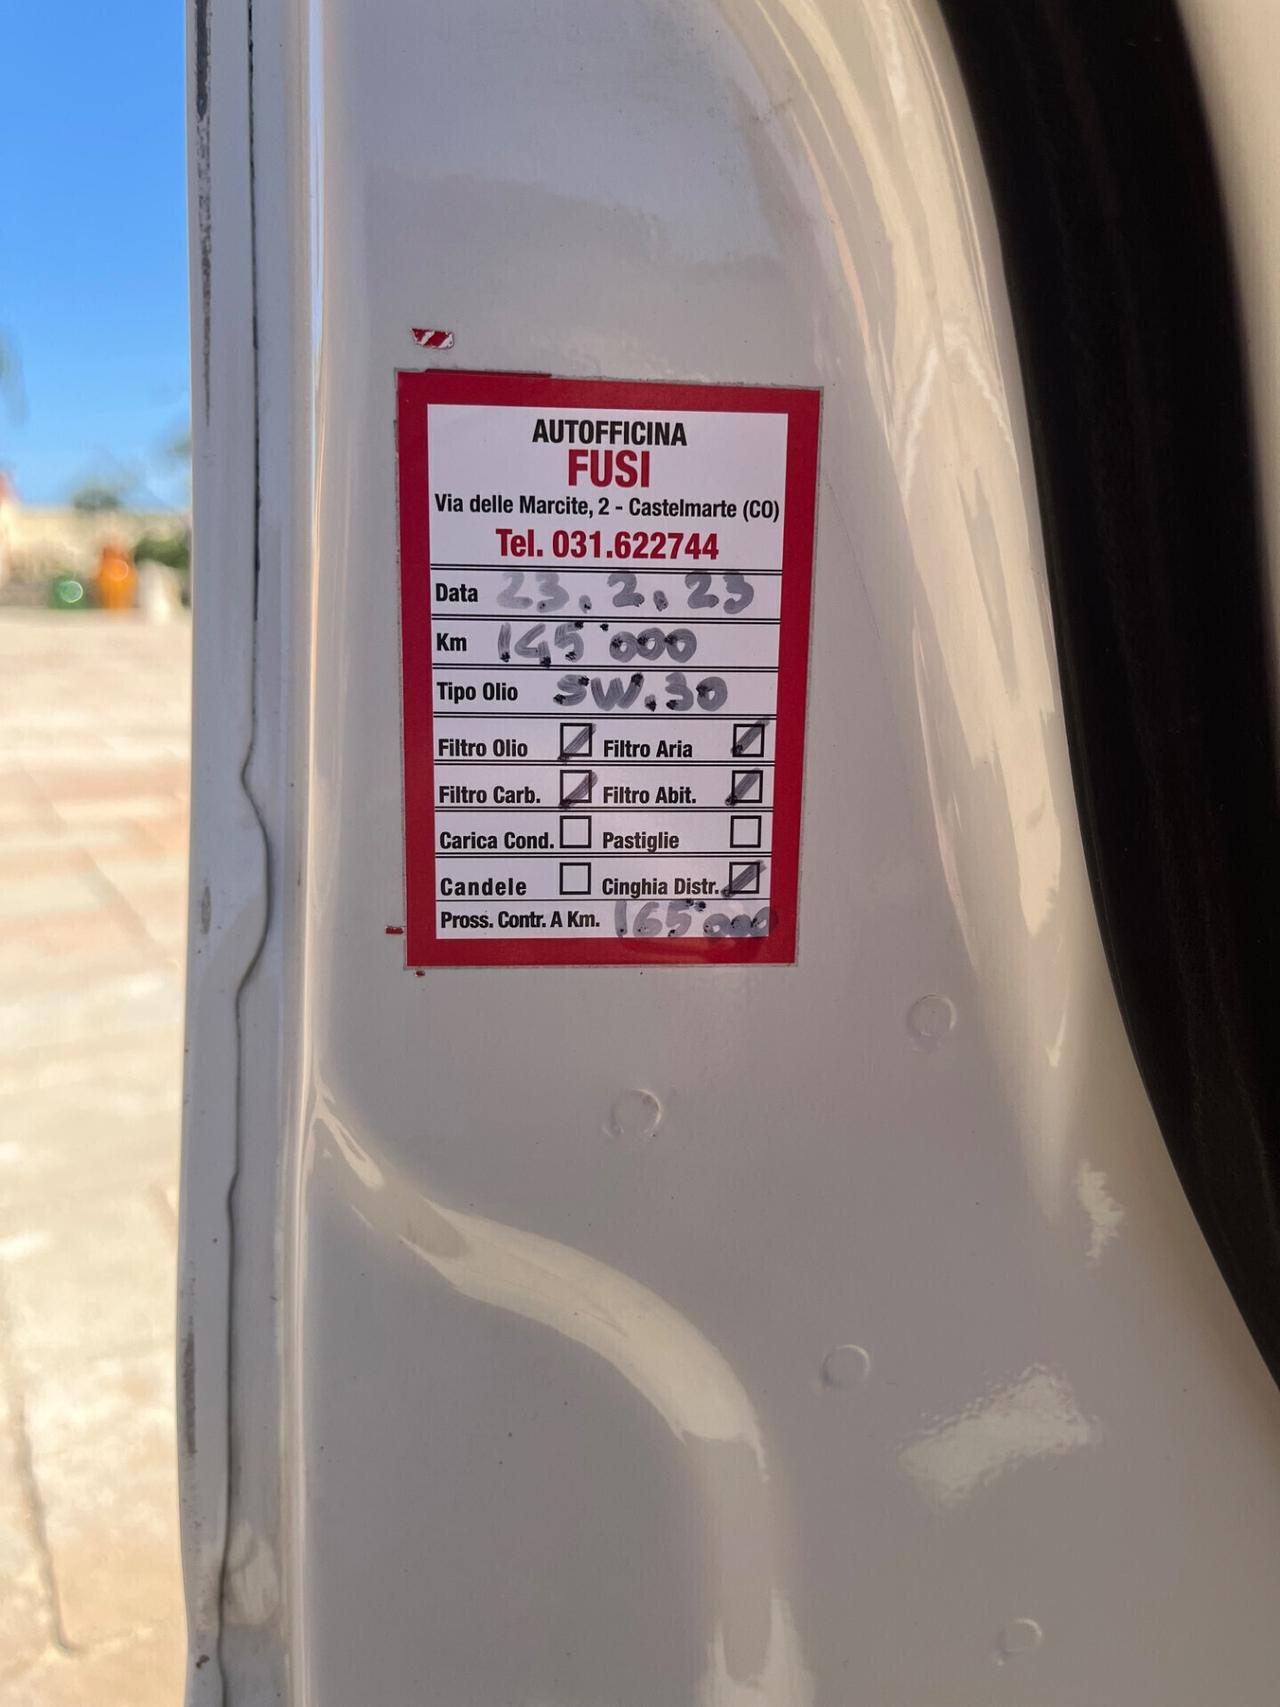 AUTOFFICINA
FUSI
Via delle Marcite, 2 - Castelmarte (CO)
Tel. 031.622744
Data 23.2.23
Km 145'000
Tipo Olio 5W.30
Filtro Olio Filtro Aria
Filtro Carb. Filtro Abit.
Carica Cond. Pastiglie
Candele Cinghia Distr.
Pross. Contr. A Km. 165'000